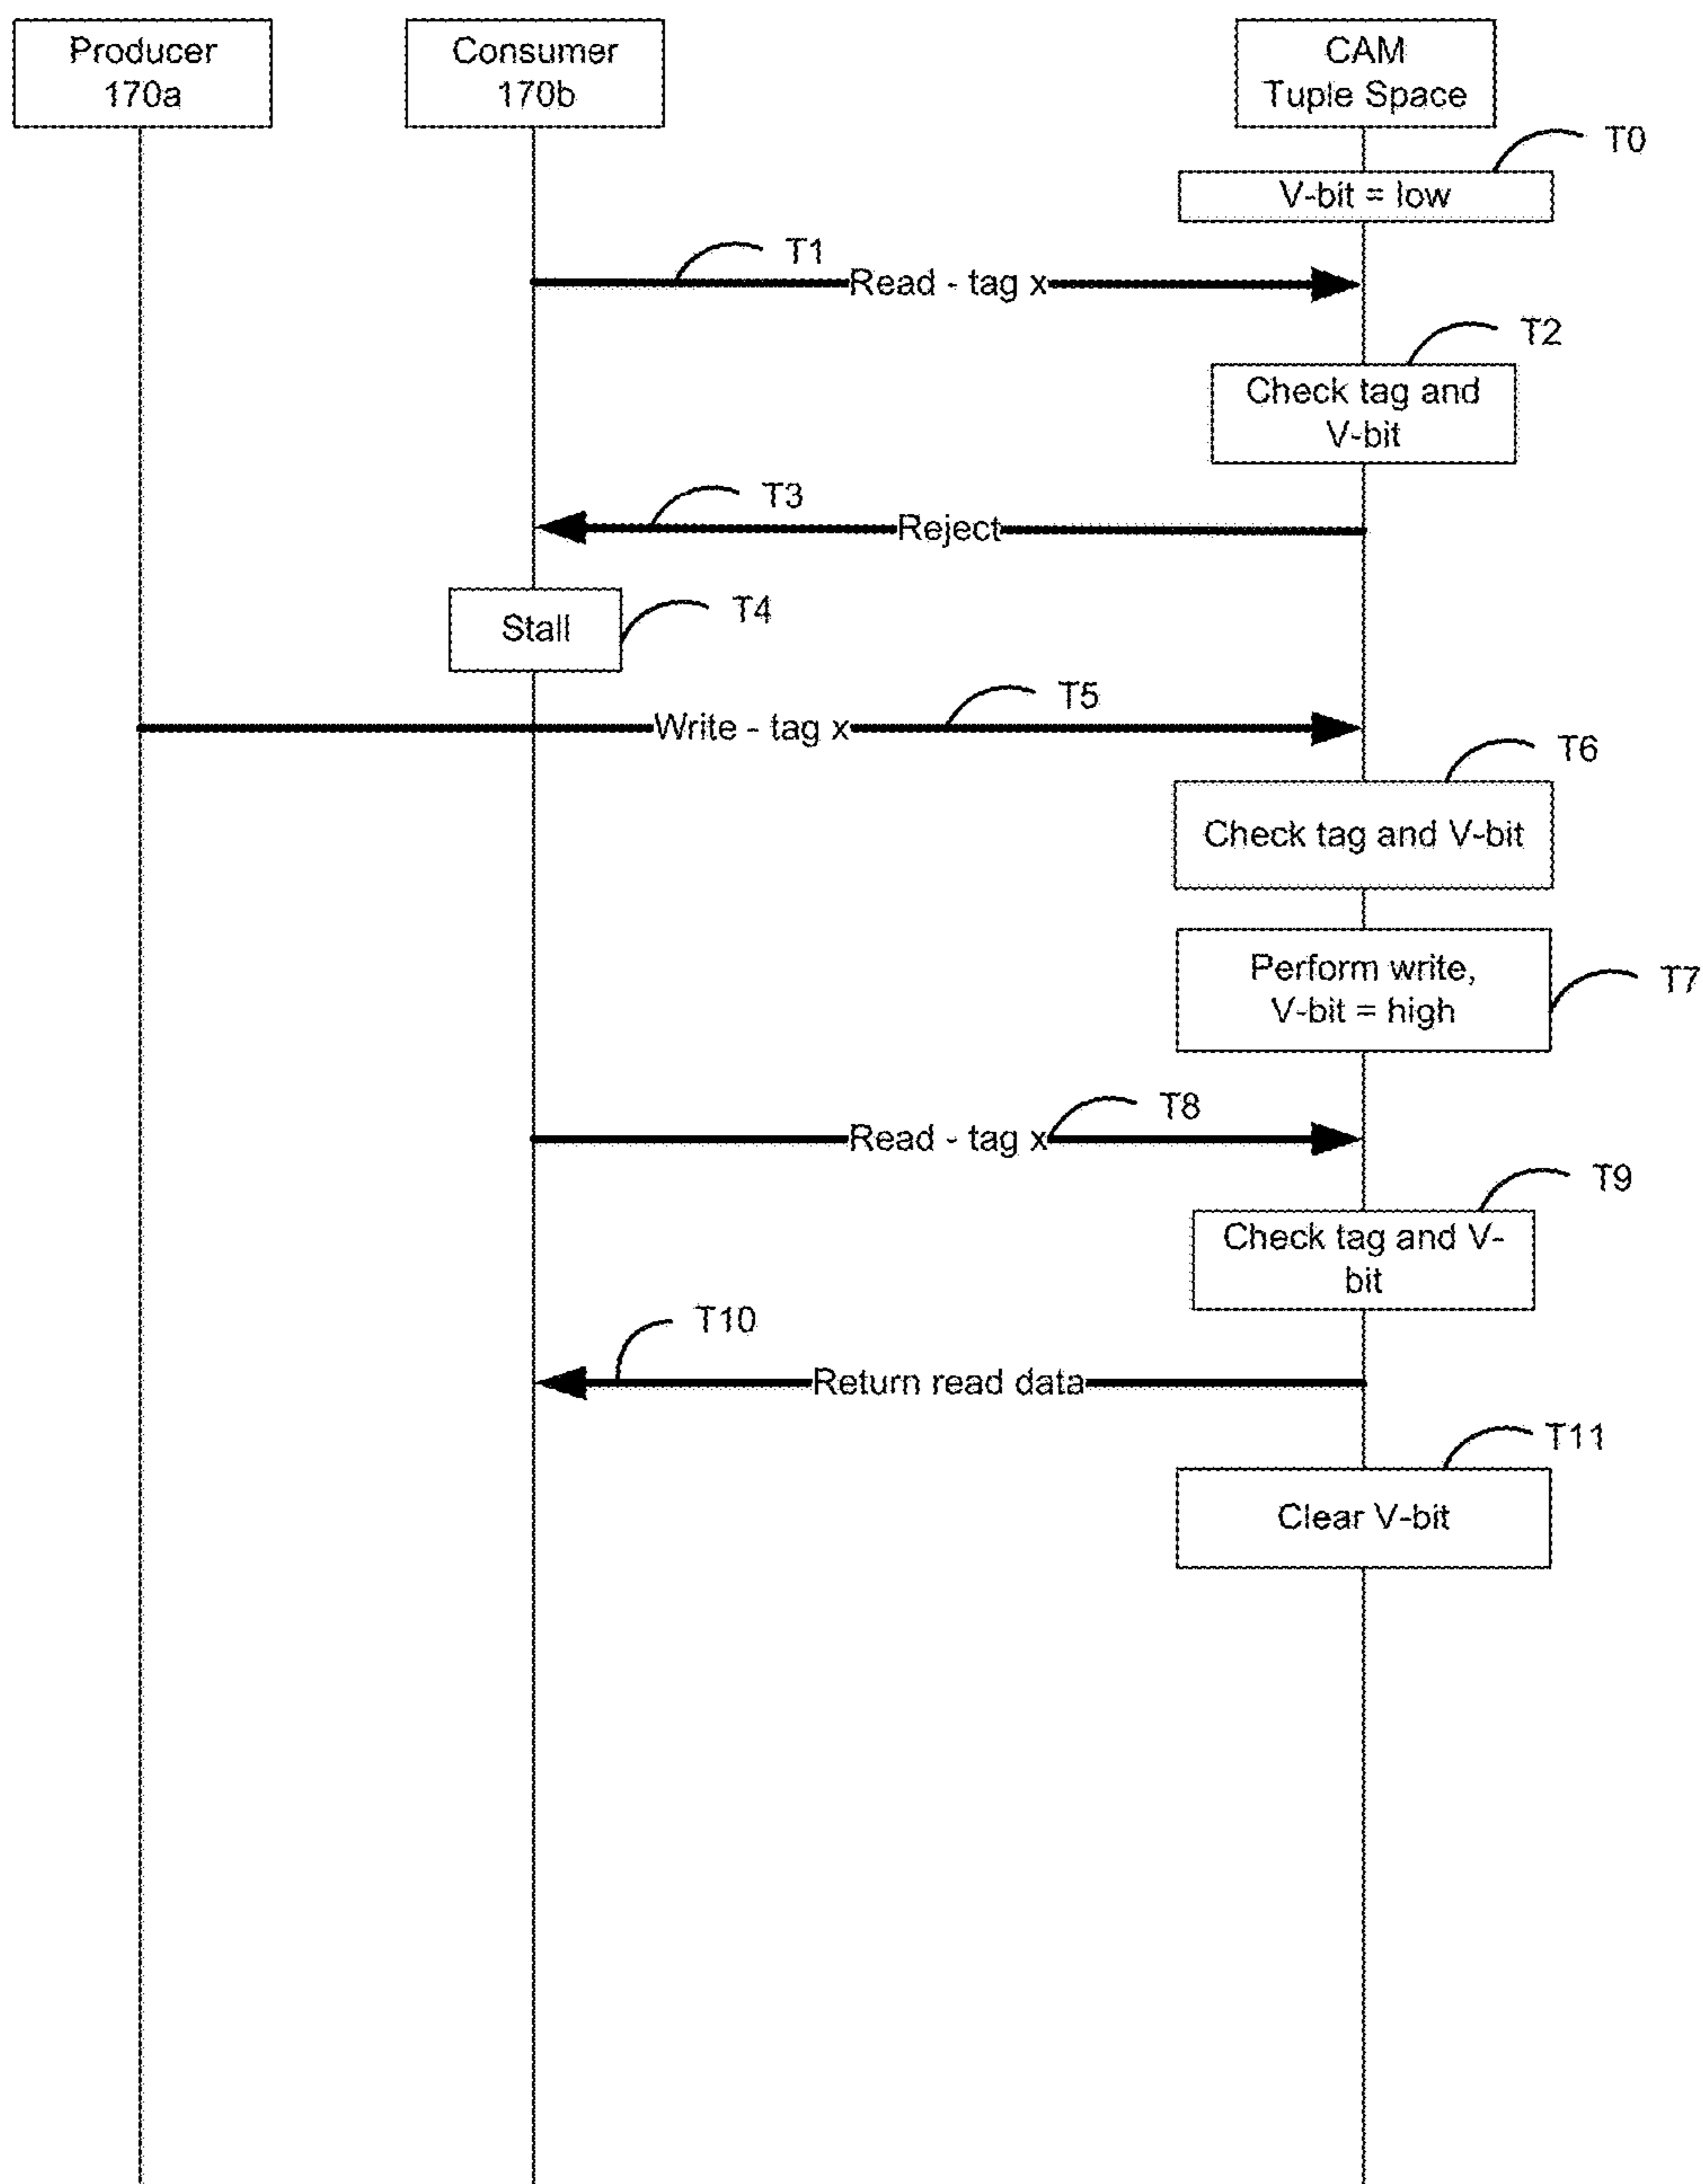 Producer
170a
Consumer
170b
CAM
Tuple Space
T0
V-bit = low
T1
Read - tag x
T2
Check tag and
V-bit
T3
Reject
T4
Stall
T5
Write - tag x
T6
Check tag and V-bit
T7
Perform write,
V-bit = high
T8
Read - tag x
T9
Check tag and V-
bit
T10
Return read data
T11
Clear V-bit